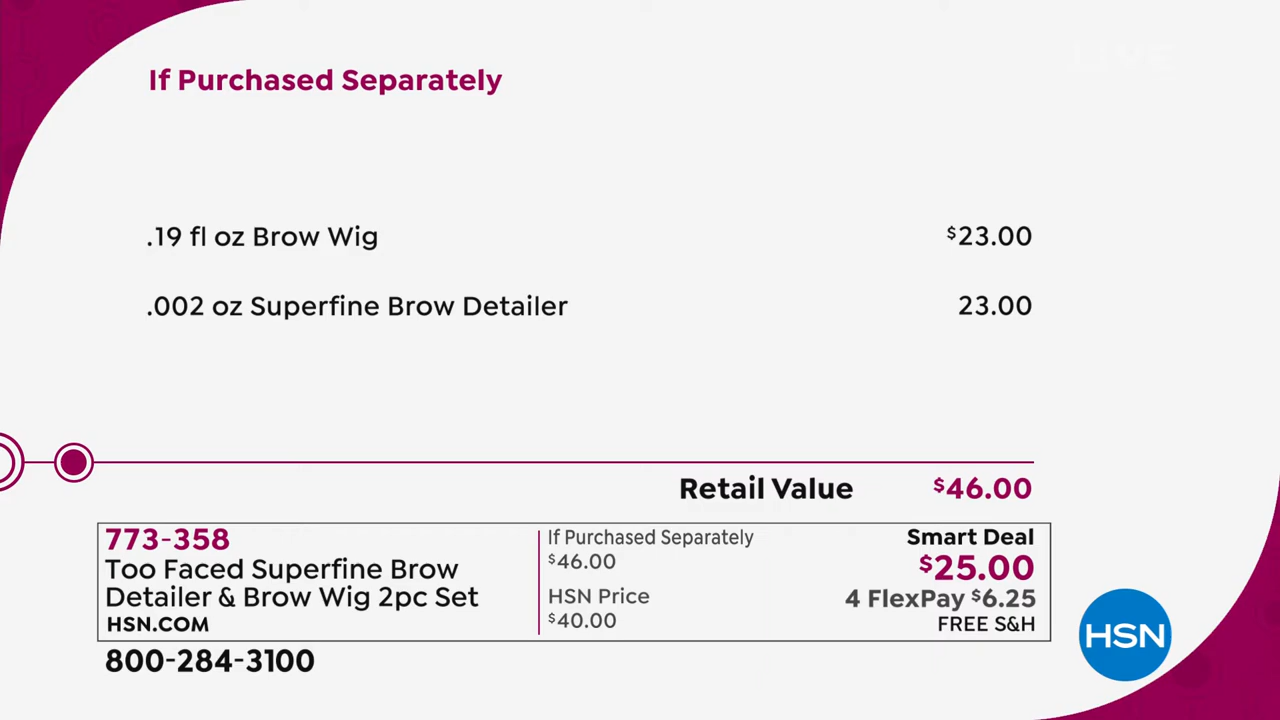 If Purchased Separately
.19 fl oz Brow Wig $23.00
.002 oz Superfine Brow Detailer 23.00
Retail Value $46.00
773-358
Too Faced Superfine Brow
Detailer & Brow Wig 2pc Set
HSN.COM
If Purchased Separately
$46.00
HSN Price
$40.00
Smart Deal
$25.00
4 FlexPay $6.25
FREE S&H
800-284-3100
HSN